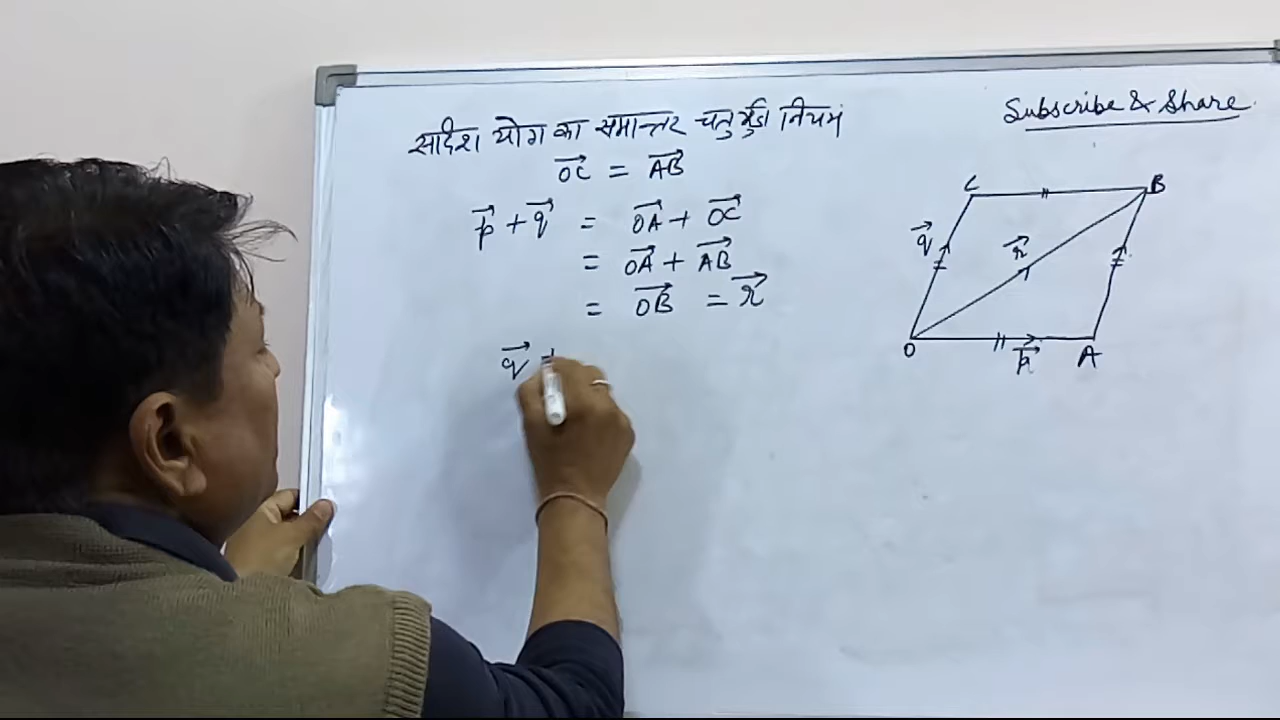 सदिश योग का समान्तर चतुर्भुज नियम
Subscribe & Share
OC→ = AB→
p→ + q→ = OA→ + OC→
= OA→ + AB→
= OB→ = r→
q→ +
C
B
q→
r→
O
p→
A